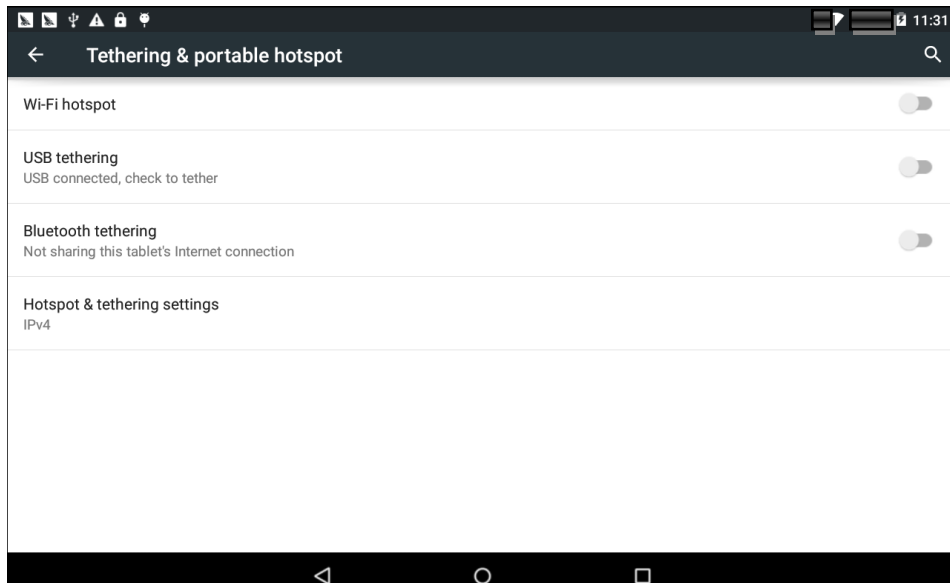 11:31
Tethering & portable hotspot
Wi-Fi hotspot
USB tethering
USB connected, check to tether
Bluetooth tethering
Not sharing this tablet's Internet connection
Hotspot & tethering settings
IPv4